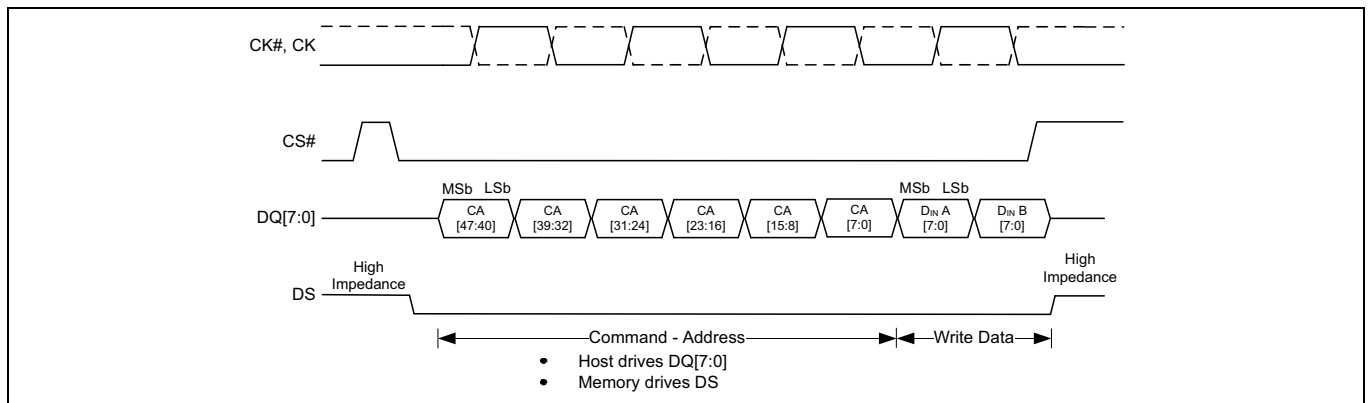 CK#, CK
CS#
MSb LSb MSb LSb
DQ[7:0] CA [47:40] CA [39:32] CA [31:24] CA [23:16] CA [15:8] CA [7:0] DIN A [7:0] DIN B [7:0]
High Impedance High Impedance
DS
Command - Address Write Data
• Host drives DQ[7:0]
• Memory drives DS